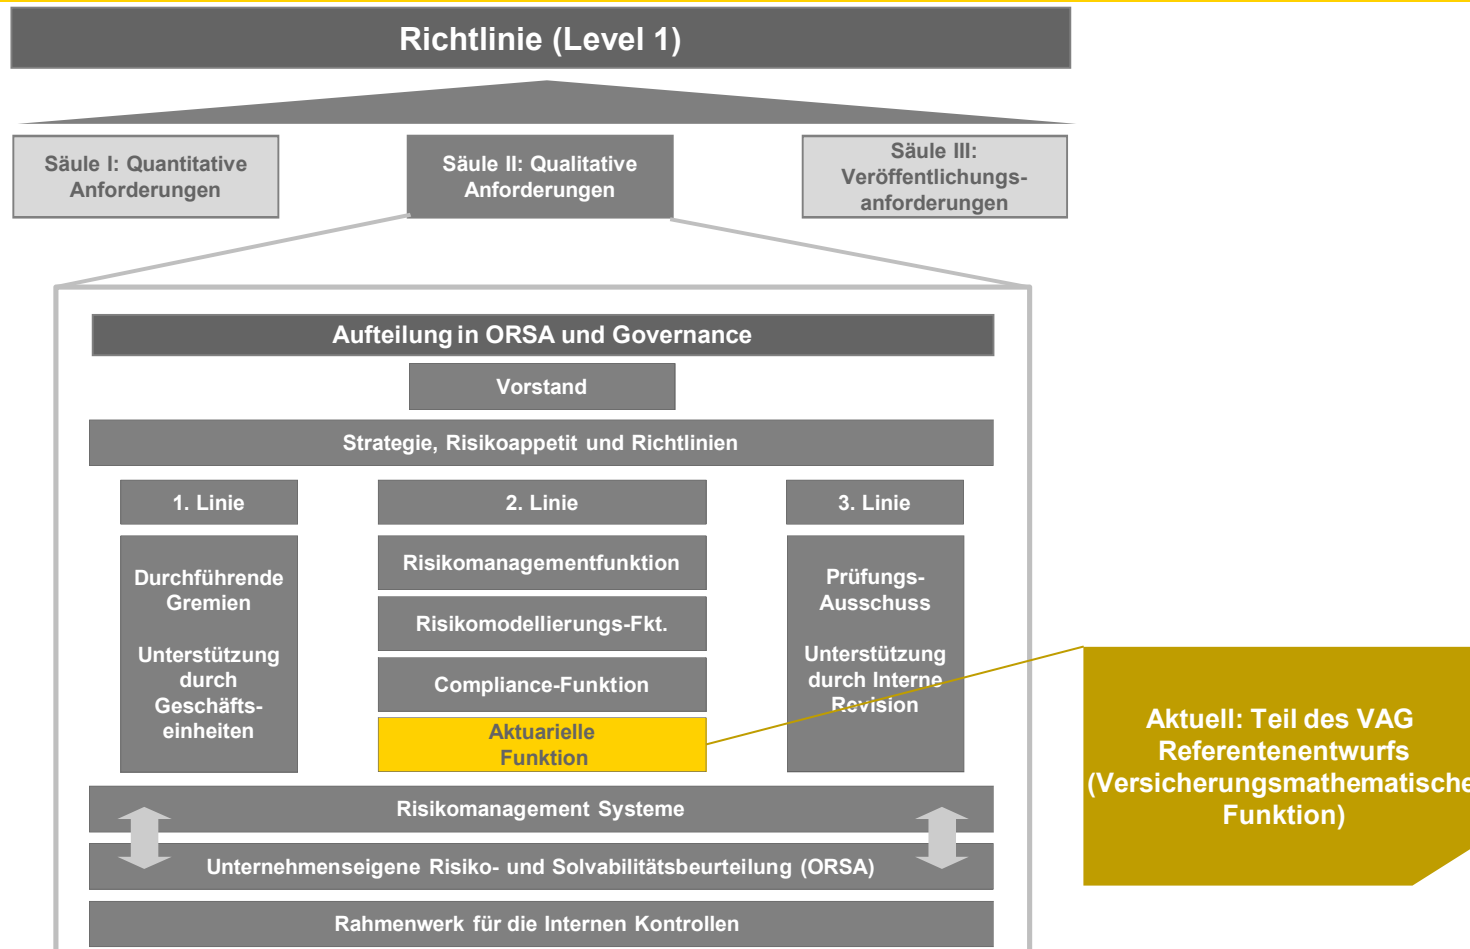 Richtlinie (Level 1)
Säule I: Quantitative
Anforderungen
Säule II: Qualitative
Anforderungen
Säule III:
Veröffentlichungs-
anforderungen
Aufteilung in ORSA und Governance
Vorstand
Strategie, Risikoappetit und Richtlinien
1. Linie
2. Linie
3. Linie
Durchführende
Gremien
Unterstützung
durch
Geschäfts-
einheiten
Risikomanagementfunktion
Risikomodellierungs-Fkt.
Compliance-Funktion
Aktuarielle
Funktion
Prüfungs-
Ausschuss
Unterstützung
durch Interne
Revision
Aktuell: Teil des VAG
Referentenentwurfs
(Versicherungsmathematische
Funktion)
Risikomanagement Systeme
Unternehmenseigene Risiko- und Solvabilitätsbeurteilung (ORSA)
Rahmenwerk für die Internen Kontrollen